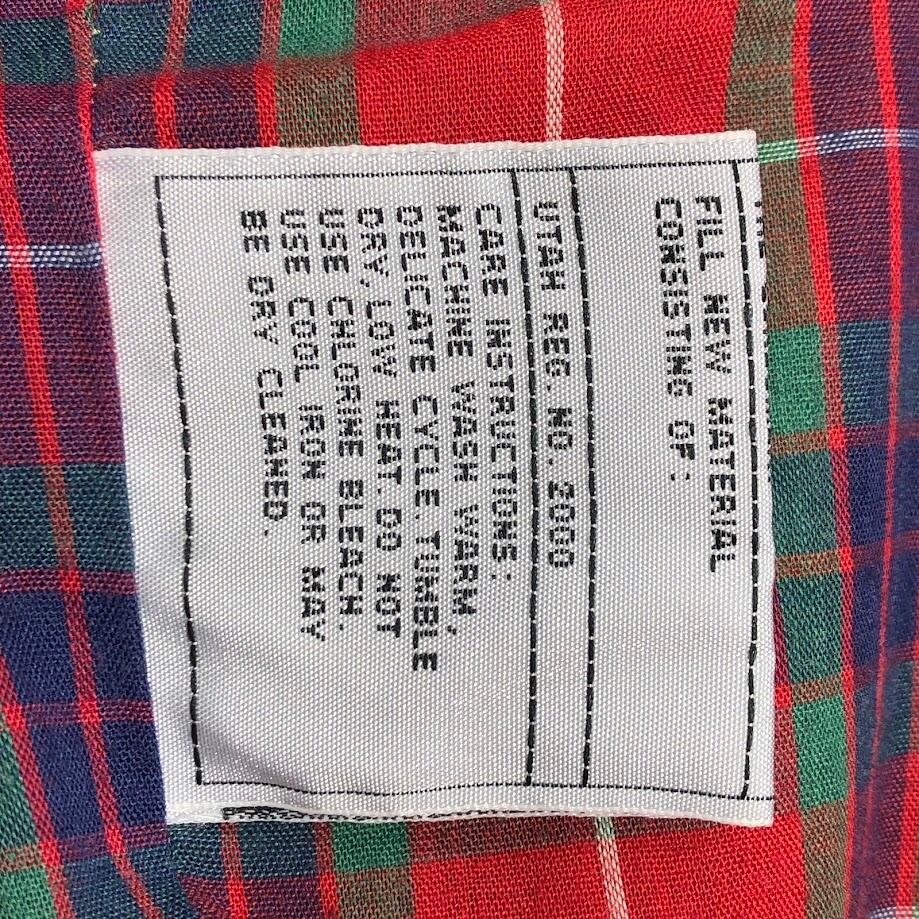 FILL NEW MATERIAL
CONSISTING OF:
UTAH REG. NO. 2000
CARE INSTRUCTIONS:
MACHINE WASH WARM,
DELICATE CYCLE. TUMBLE
DRY, LOW HEAT. DO NOT
USE CHLORINE BLEACH.
USE COOL IRON OR MAY
BE DRY CLEANED.